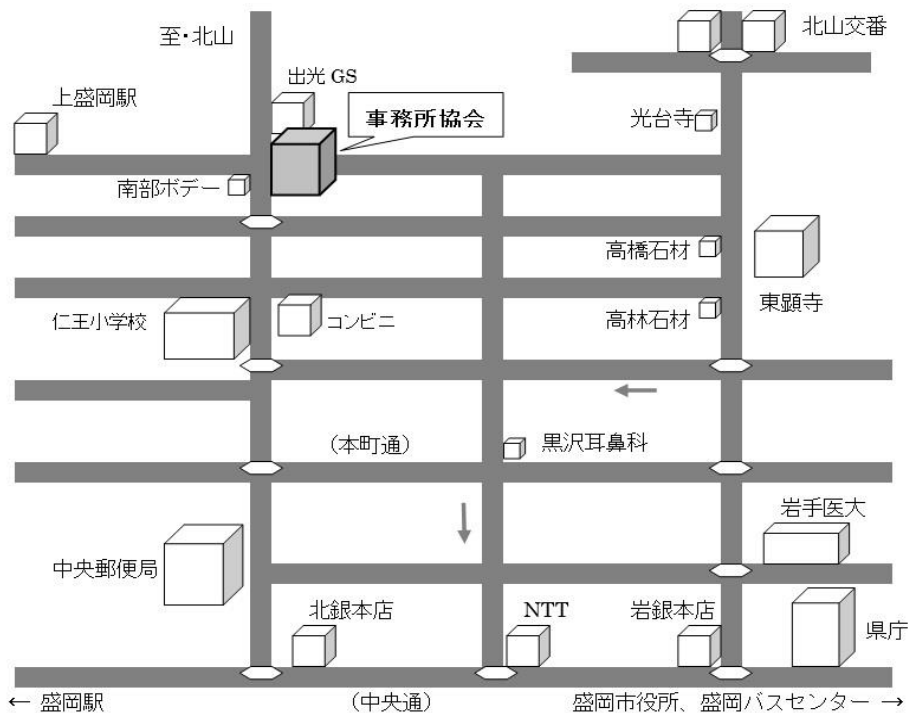 北山交番
至・北山
出光 GS
上盛岡駅
事務所協会
光台寺
南部ボデー
高橋石材
東顕寺
仁王小学校
コンビニ
高林石材
(本町通)
黒沢耳鼻科
岩手医大
中央郵便局
北銀本店
NTT
岩銀本店
県庁
← 盛岡駅
(中央通)
盛岡市役所、盛岡バスセンター →